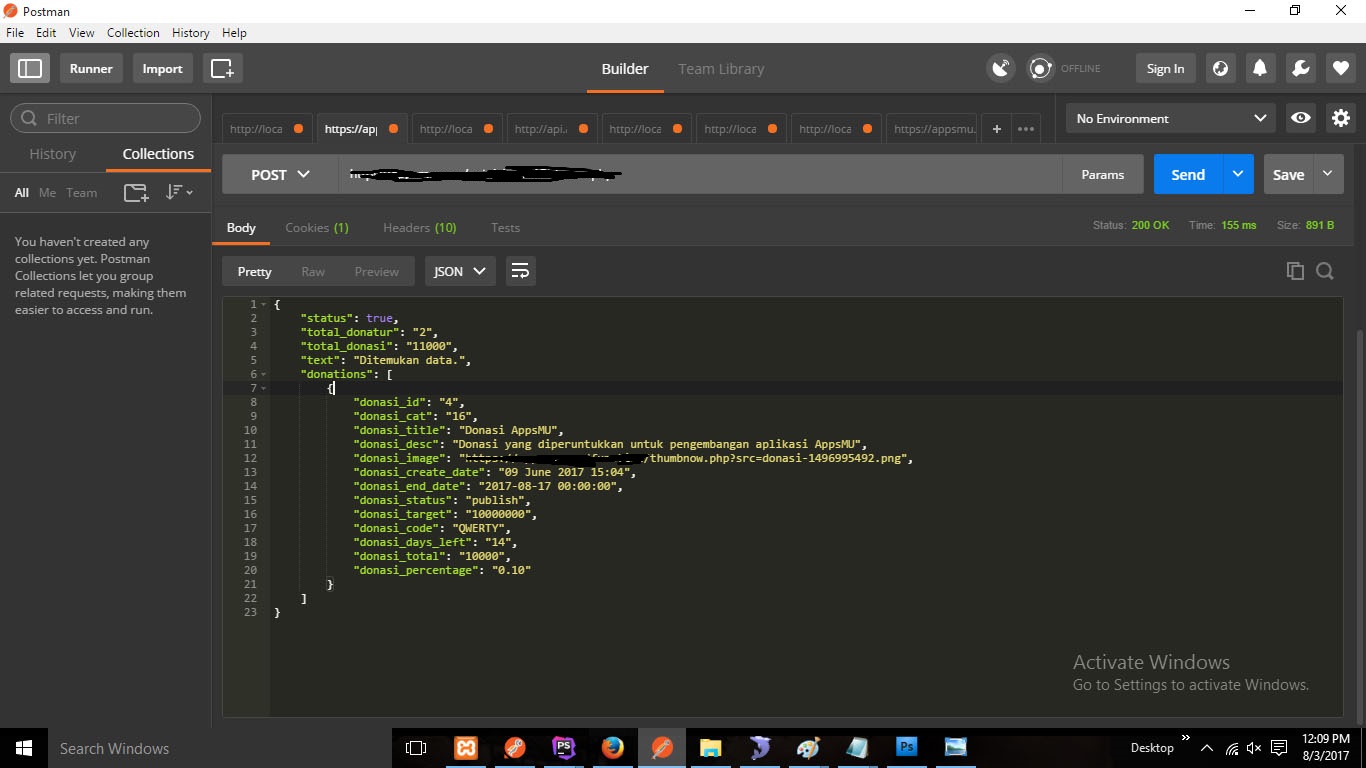 Postman
File Edit View Collection History Help
Runner Import Builder Team Library OFFLINE Sign In
Filter
http://loca https://app http://loca http://api. http://loca http://loca http://loca https://appsmu. + •••
No Environment
History Collections
All Me Team
You haven't created any
collections yet. Postman
Collections let you group
related requests, making them
easier to access and run.
POST Params Send Save
Body Cookies (1) Headers (10) Tests Status: 200 OK Time: 155 ms Size: 891 B
Pretty Raw Preview JSON
1 {
2 "status": true,
3 "total_donatur": "2",
4 "total_donasi": "11000",
5 "text": "Ditemukan data.",
6 "donations": [
7 {
8 "donasi_id": "4",
9 "donasi_cat": "16",
10 "donasi_title": "Donasi AppsMU",
11 "donasi_desc": "Donasi yang diperuntukkan untuk pengembangan aplikasi AppsMU",
12 "donasi_image": "https: /thumbnow.php?src=donasi-1496995492.png",
13 "donasi_create_date": "09 June 2017 15:04",
14 "donasi_end_date": "2017-08-17 00:00:00",
15 "donasi_status": "publish",
16 "donasi_target": "10000000",
17 "donasi_code": "QWERTY",
18 "donasi_days_left": "14",
19 "donasi_total": "10000",
20 "donasi_percentage": "0.10"
21 }
22 ]
23 }
Activate Windows
Go to Settings to activate Windows.
Search Windows
PS
Ps
Desktop
12:09 PM
8/3/2017